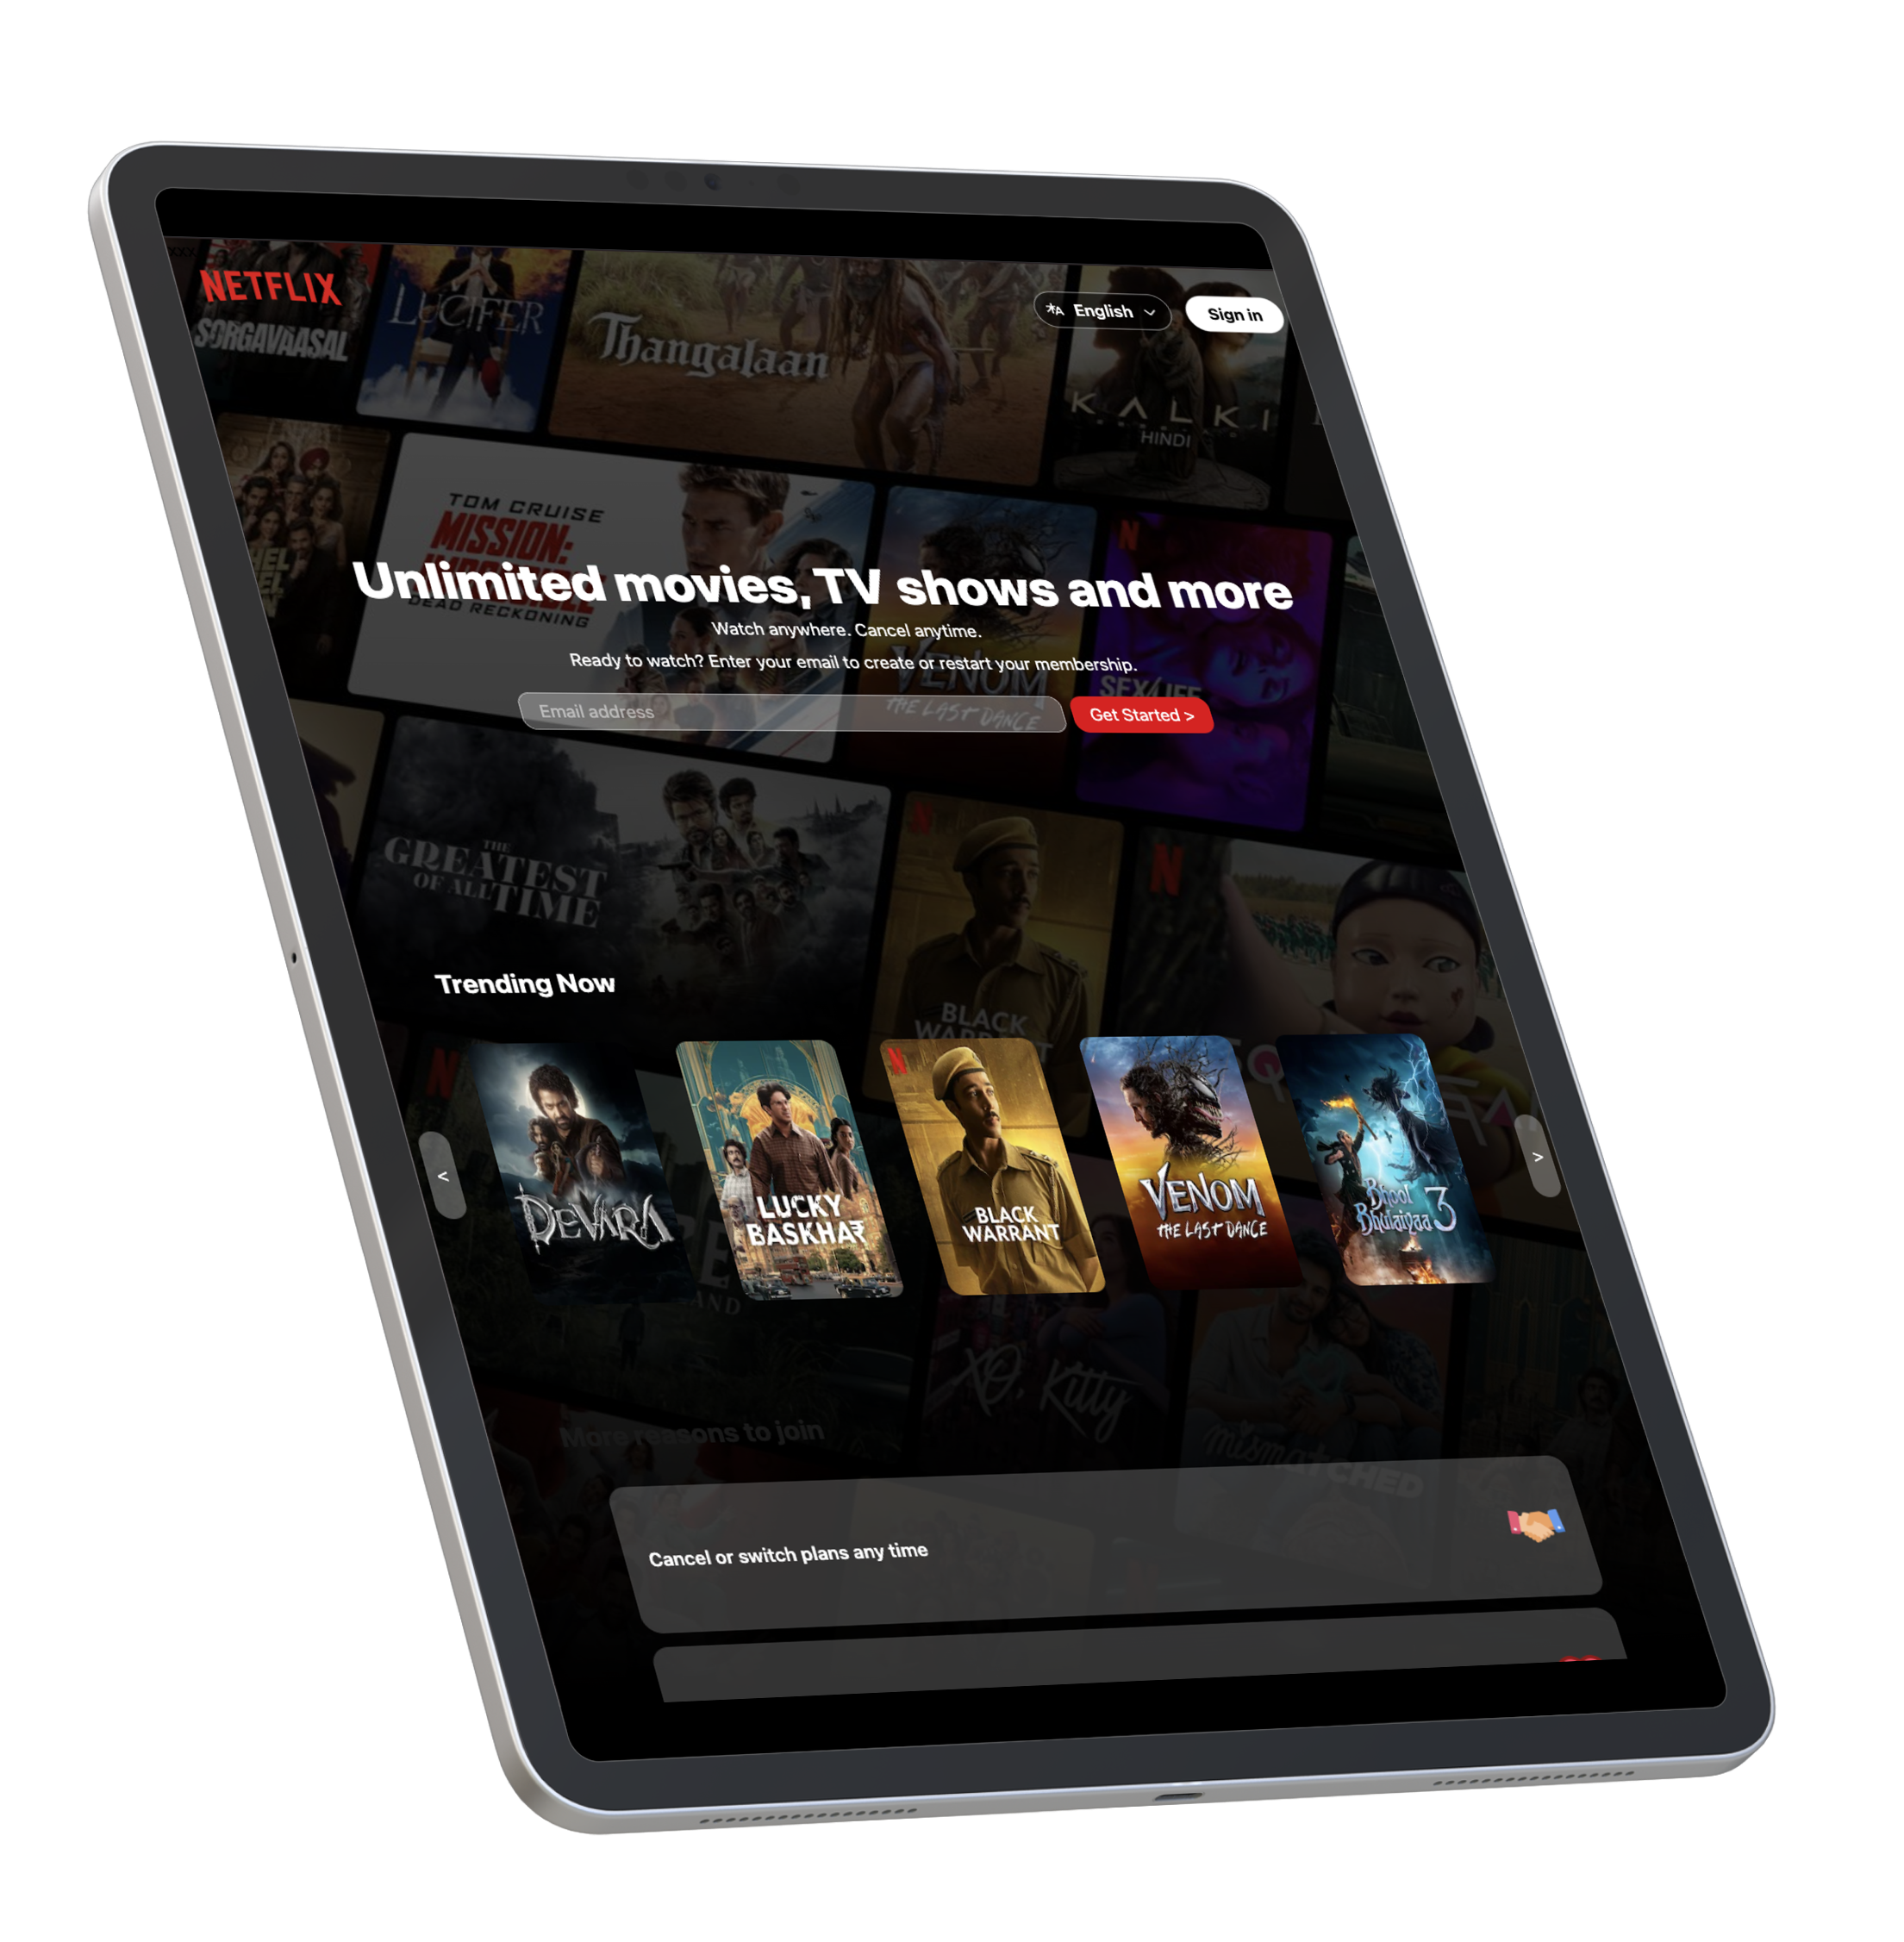 NETFLIX
English
Sign in
SORGAVAASAL
LUCIFER
Thangalaan
KALKI
HINDI
TOM CRUISE
MISSION:
DEAD RECKONING
Unlimited movies, TV shows and more
Watch anywhere. Cancel anytime.
Ready to watch? Enter your email to create or restart your membership.
VENOM
THE LAST DANCE
Email address
Get Started >
THE
GREATEST
OF ALL TIME
BLACK
WARRANT
Trending Now
<
DEVARA
LUCKY
BASKHAR
N
BLACK
WARRANT
VENOM
THE LAST DANCE
Bhool
Bhulaiyaa 3
>
XO, Kitty
misMATCHED
More reasons to join
Cancel or switch plans any time